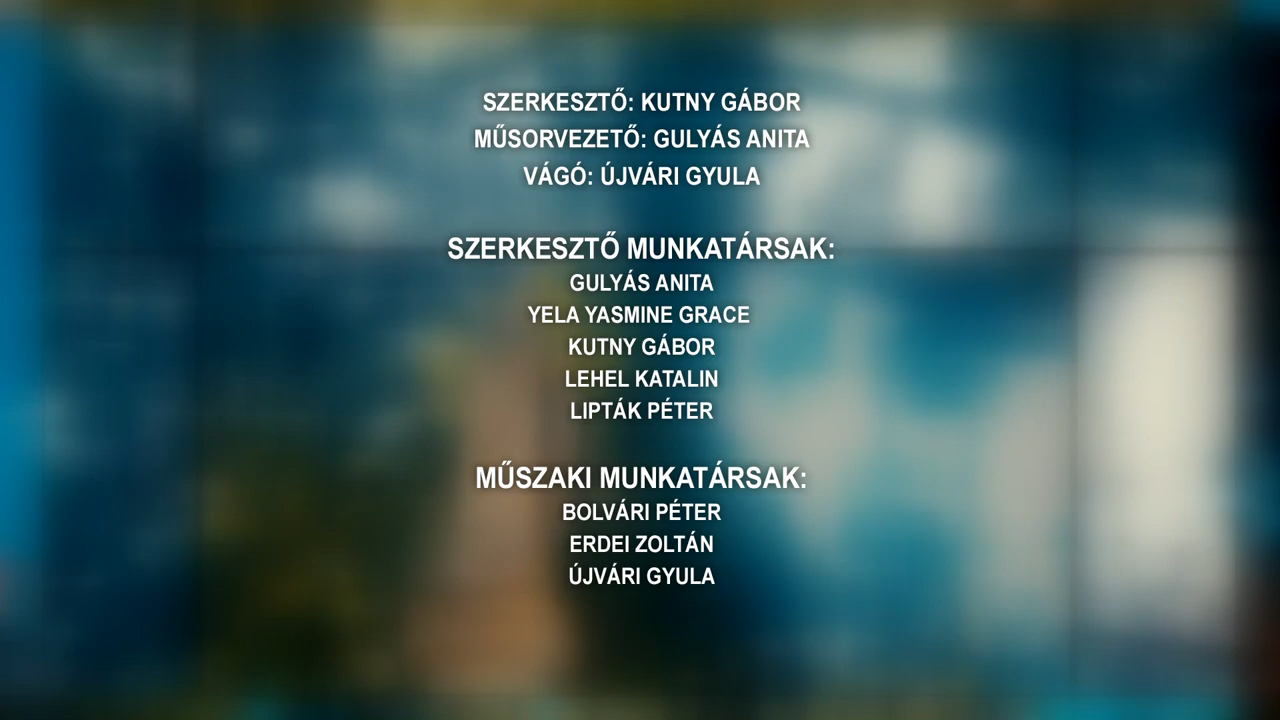 SZERKESZTŐ: KUTNY GÁBOR
MŰSORVEZETŐ: GULYÁS ANITA
VÁGÓ: ÚJVÁRI GYULA
SZERKESZTŐ MUNKATÁRSAK:
GULYÁS ANITA
YELA YASMINE GRACE
KUTNY GÁBOR
LEHEL KATALIN
LIPTÁK PÉTER
MŰSZAKI MUNKATÁRSAK:
BOLVÁRI PÉTER
ERDEI ZOLTÁN
ÚJVÁRI GYULA